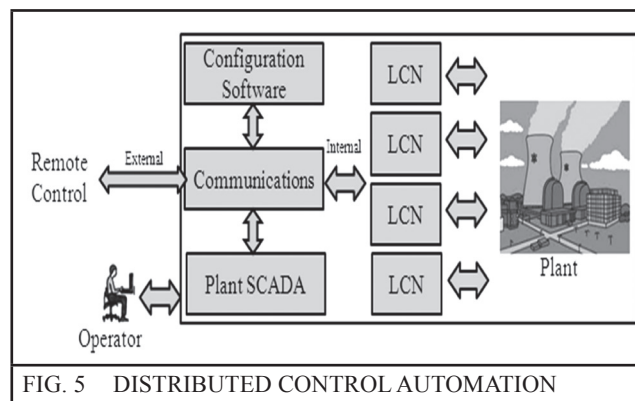 Configuration
Software
LCN
LCN
External
Internal
Remote
Control
Communications
LCN
Plant SCADA
LCN
Plant
Operator
FIG. 5 DISTRIBUTED CONTROL AUTOMATION